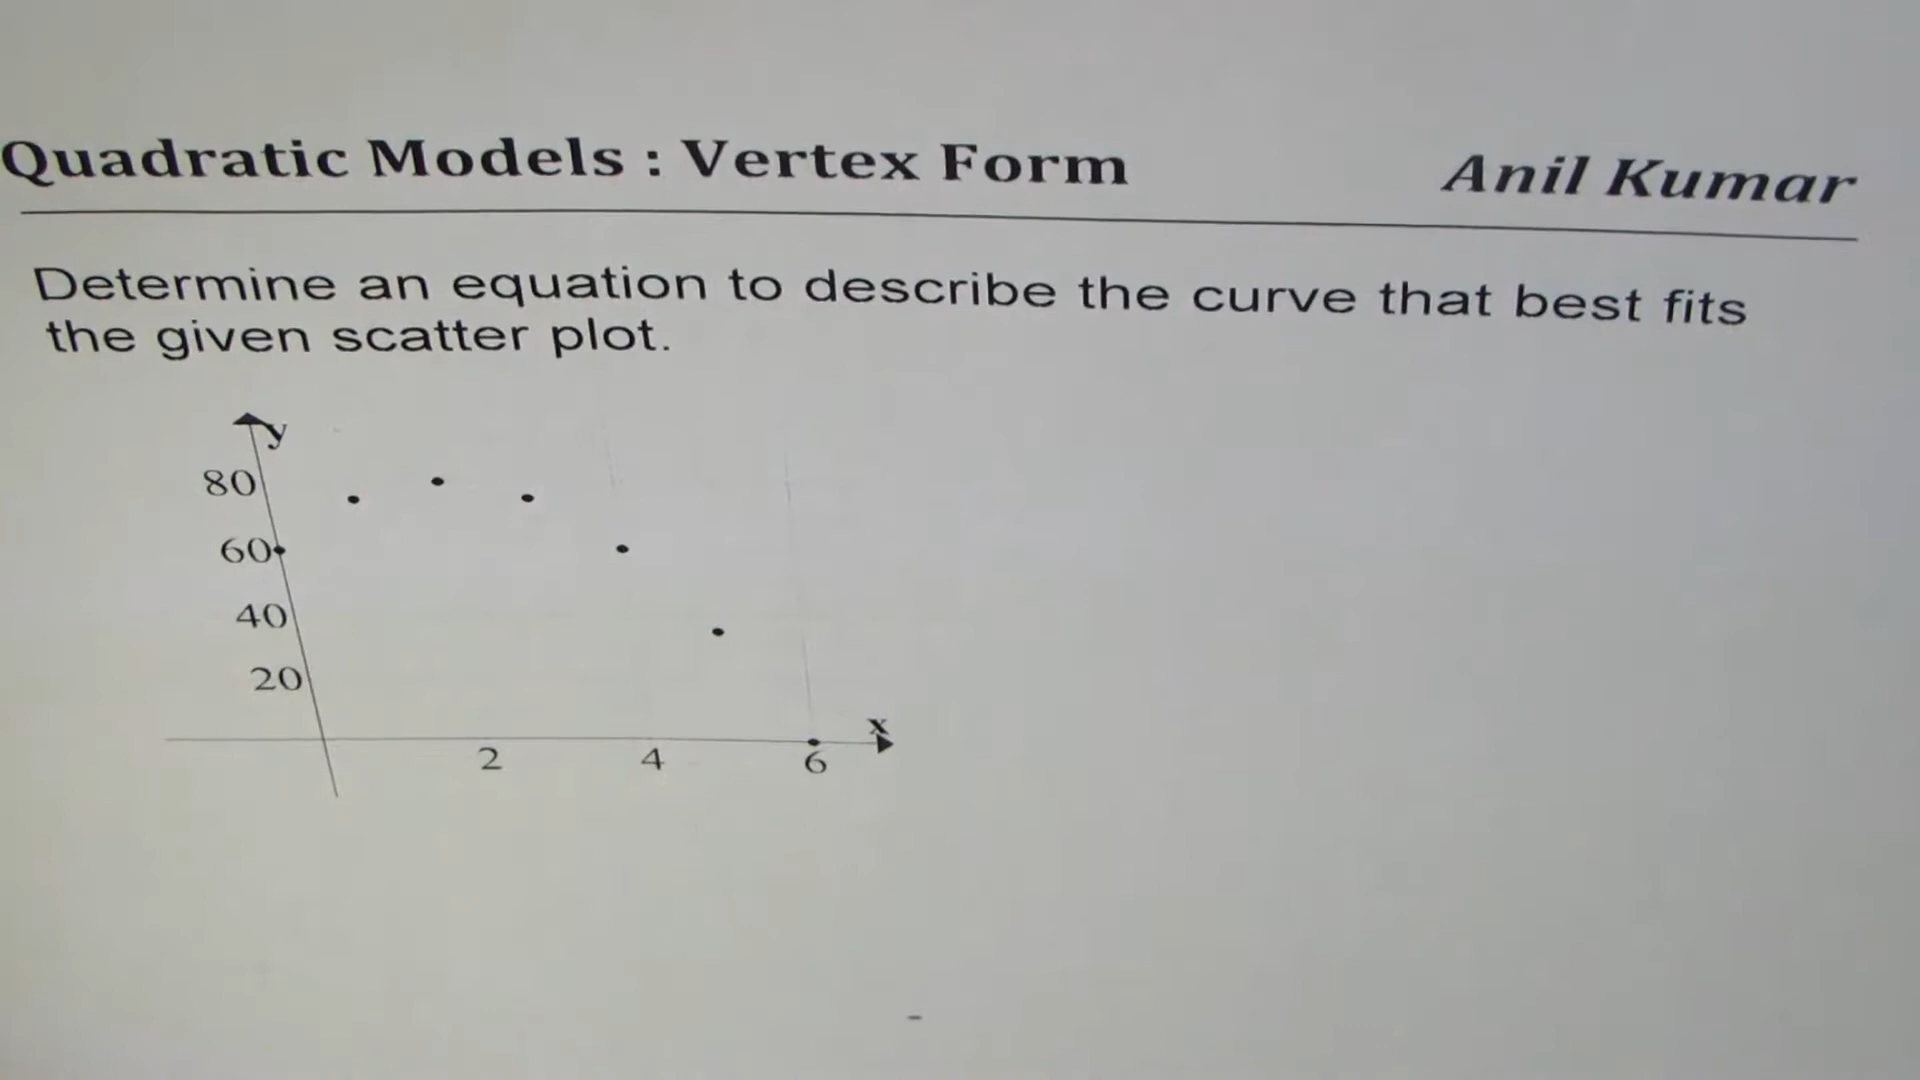 Quadratic Models : Vertex Form Anil Kumar
Determine an equation to describe the curve that best fits
the given scatter plot.
y
80
60
40
20
x
2 4 6